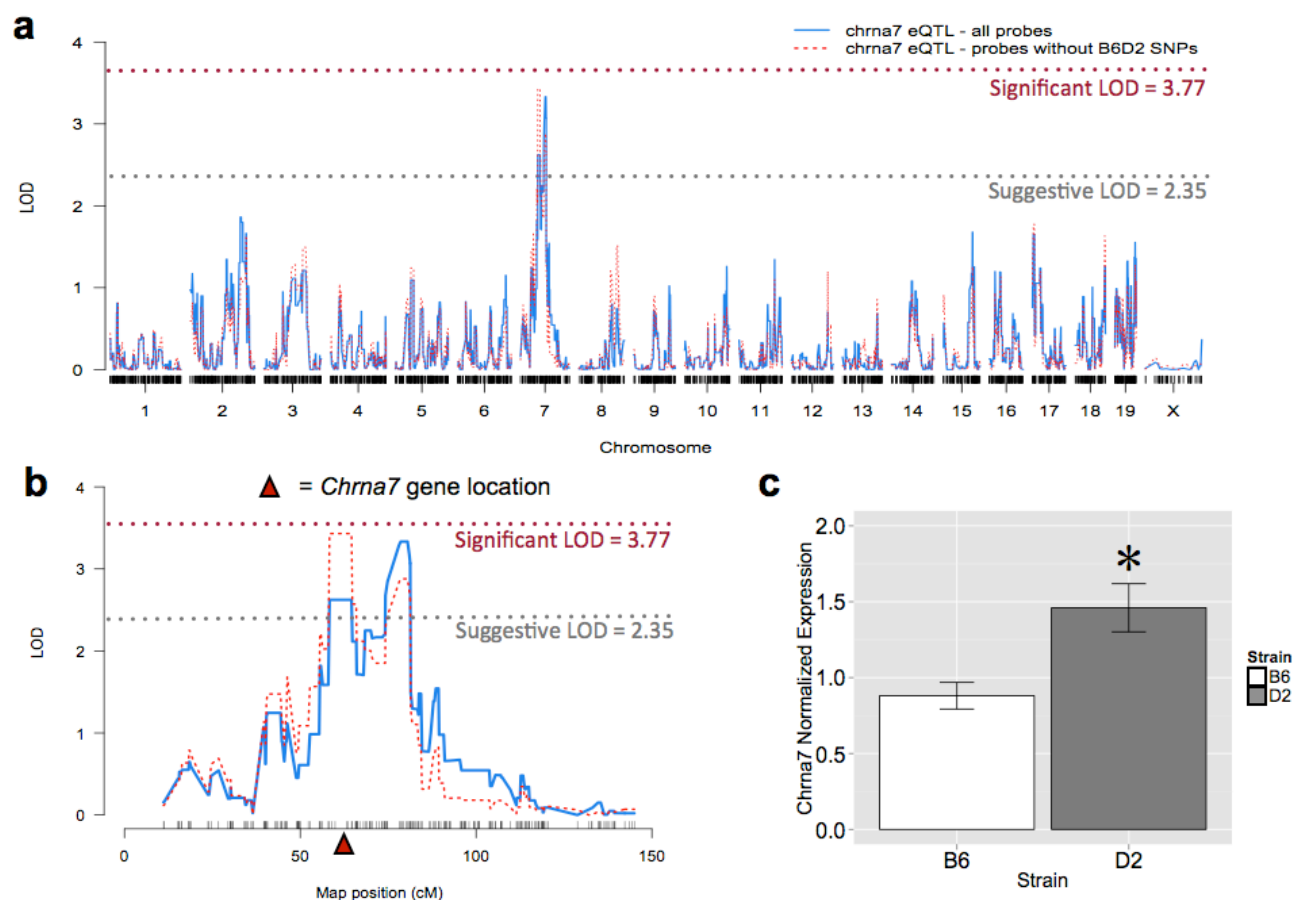 a
chrna7 eQTL - all probes
chrna7 eQTL - probes without B6D2 SNPs
4
3
2
1
0
LOD
Significant LOD = 3.77
Suggestive LOD = 2.35
1 2 3 4 5 6 7 8 9 10 11 12 13 14 15 16 17 18 19 X
Chromosome
b
= Chrna7 gene location
4
3
2
1
0
LOD
Significant LOD = 3.77
Suggestive LOD = 2.35
0 50 100 150
Map position (cM)
c
2.0
1.5
1.0
0.5
0.0
Chrna7 Normalized Expression
*
B6 D2
Strain
Strain
B6
D2